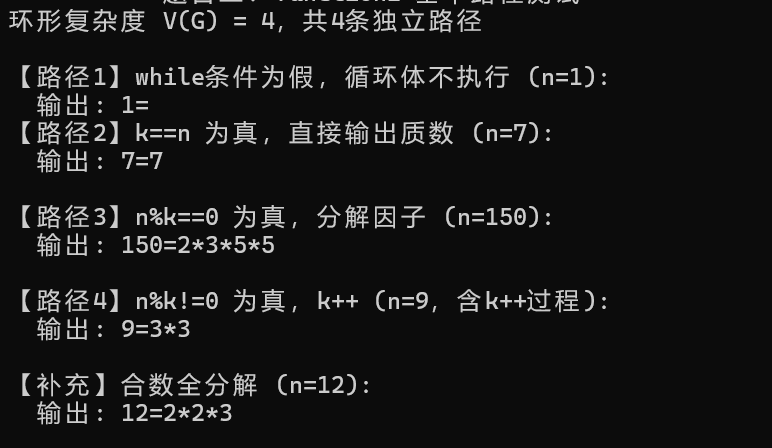 环形复杂度 V(G) = 4, 共4条独立路径
【路径1】while条件为假, 循环体不执行 (n=1):
输出: 1=
【路径2】k==n 为真, 直接输出质数 (n=7):
输出: 7=7
【路径3】n%k==0 为真, 分解因子 (n=150):
输出: 150=2*3*5*5
【路径4】n%k!=0 为真, k++ (n=9, 含k++过程):
输出: 9=3*3
【补充】合数全分解 (n=12):
输出: 12=2*2*3